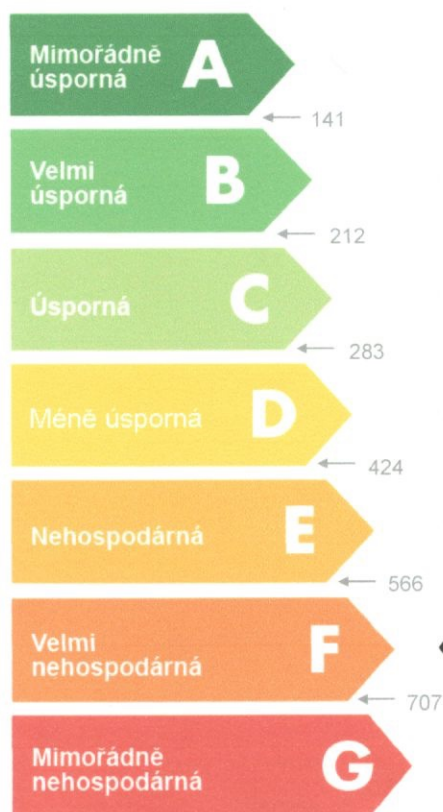 Mimořádně
úsporná
A
141
Velmi
úsporná
B
212
Úsporná
C
283
Méně úsporná
D
424
Nehospodárná
E
566
Velmi
nehospodárná
F
707
Mimořádně
nehospodárná
G